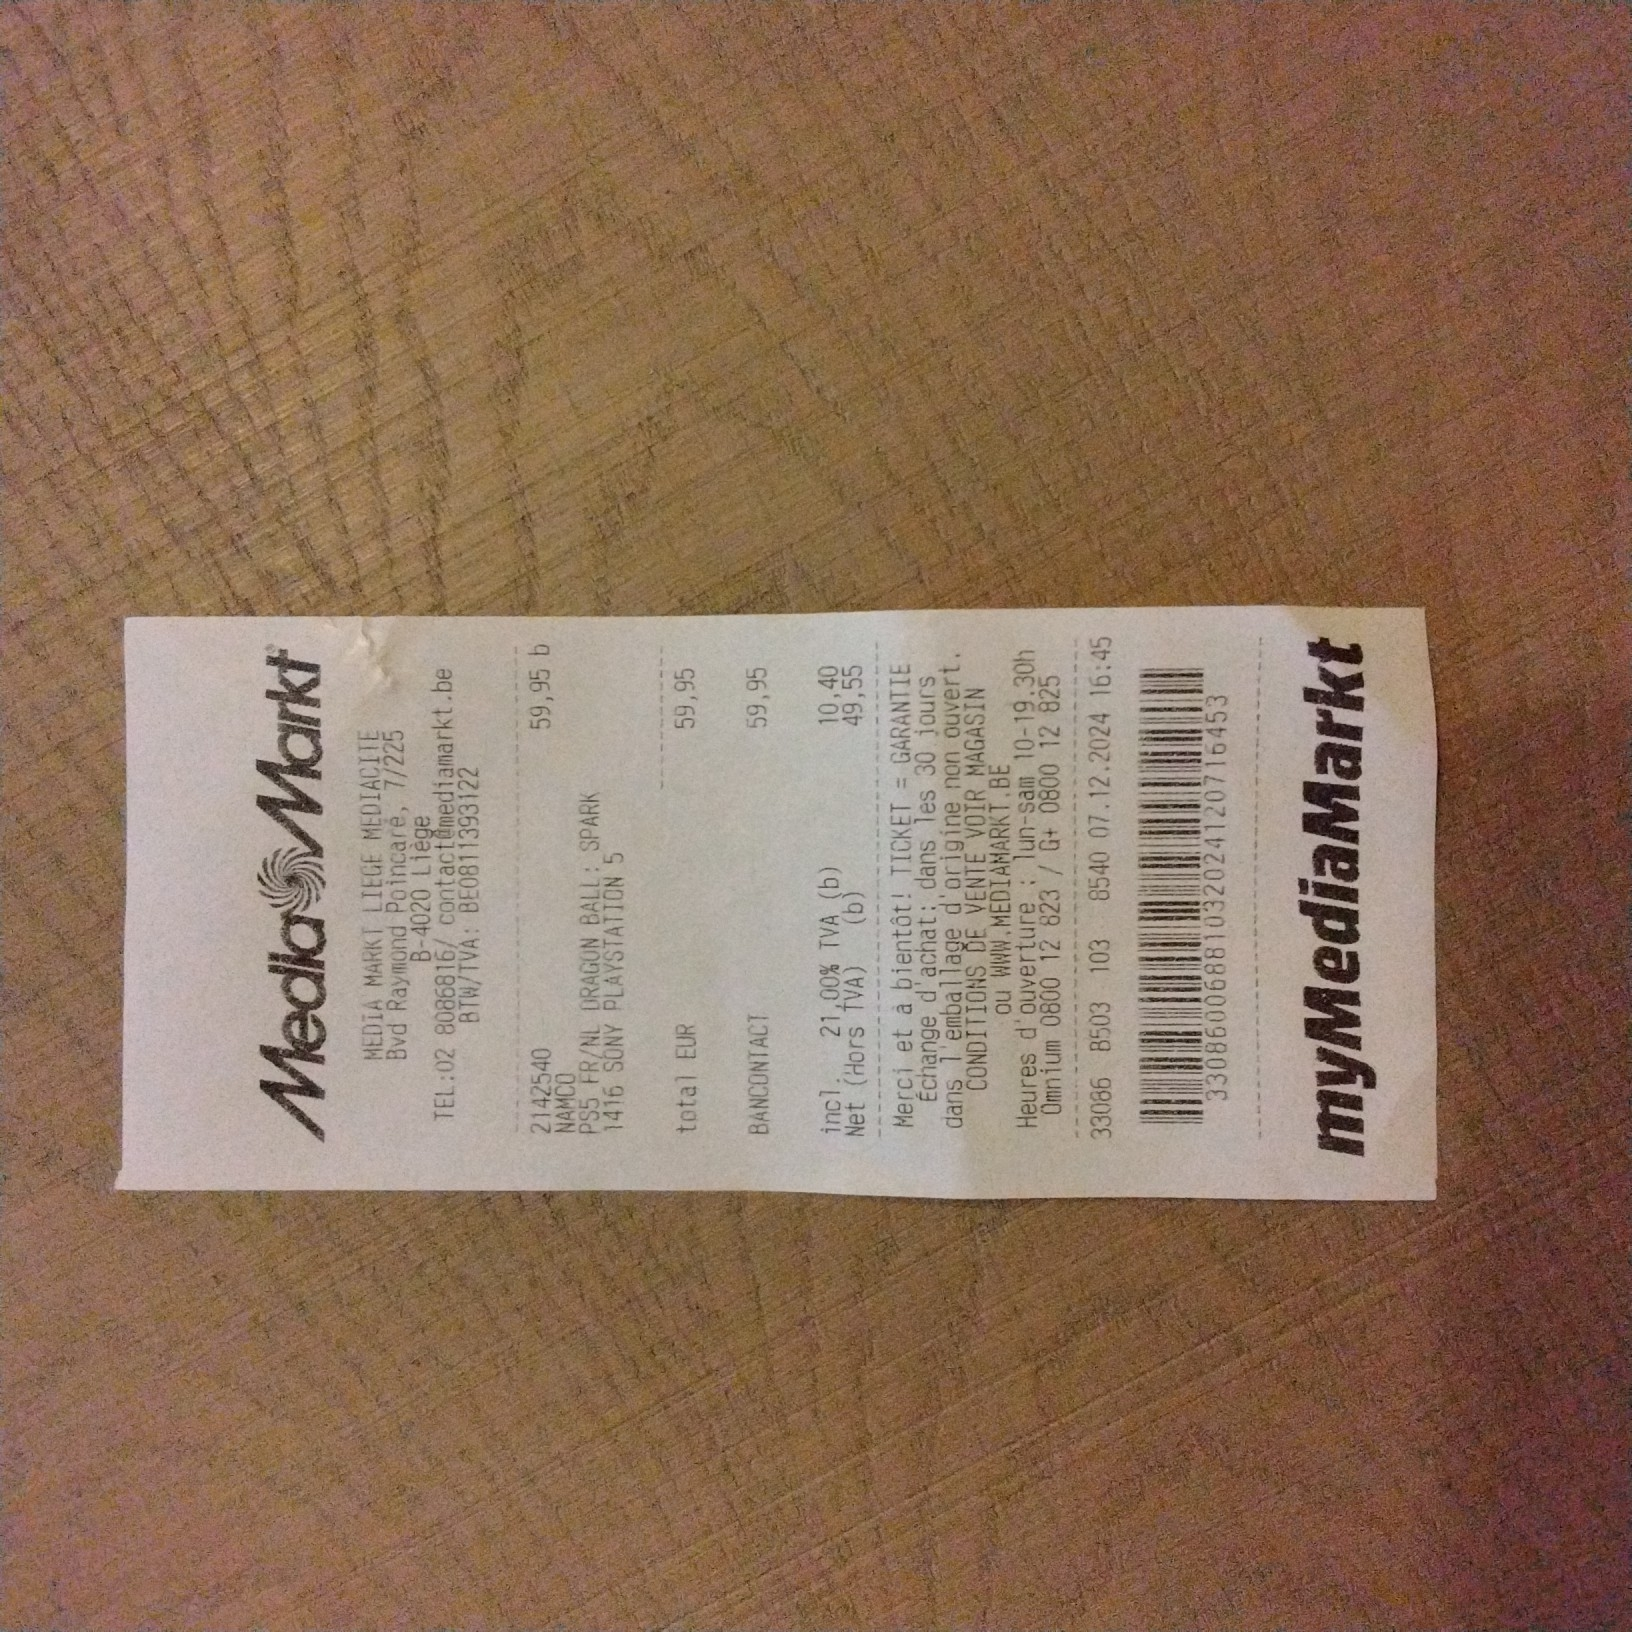 Media Markt
MEDIA MARKT LIEGE MEDIACITE
Bvd Raymond Poincaré, 7/225
B-4020 Liège
TEL:02 8086816/ contact@mediamarkt.be
BTW/TVA: BE0811393122
2142540 59,95 b
NAMCO
PS5 FR/NL DRAGON BALL: SPARK
1416 SONY PLAYSTATION 5
total EUR 59,95
BANCONTACT 59,95
incl. 21,00% TVA (b) 10,40
Net (Hors TVA) (b) 49,55
Merci et à bientôt! TICKET = GARANTIE
Échange d'achat: dans les 30 jours
dans l'emballage d'origine non ouvert.
CONDITIONS DE VENTE VOIR MAGASIN
ou WWW.MEDIAMARKT.BE
Heures d'ouverture : lun-sam 10-19.30h
Omnium 0800 12 823 / G+ 0800 12 825
33086 B503 103 8540 07.12.2024 16:45
33086006881032024120716453
myMediaMarkt